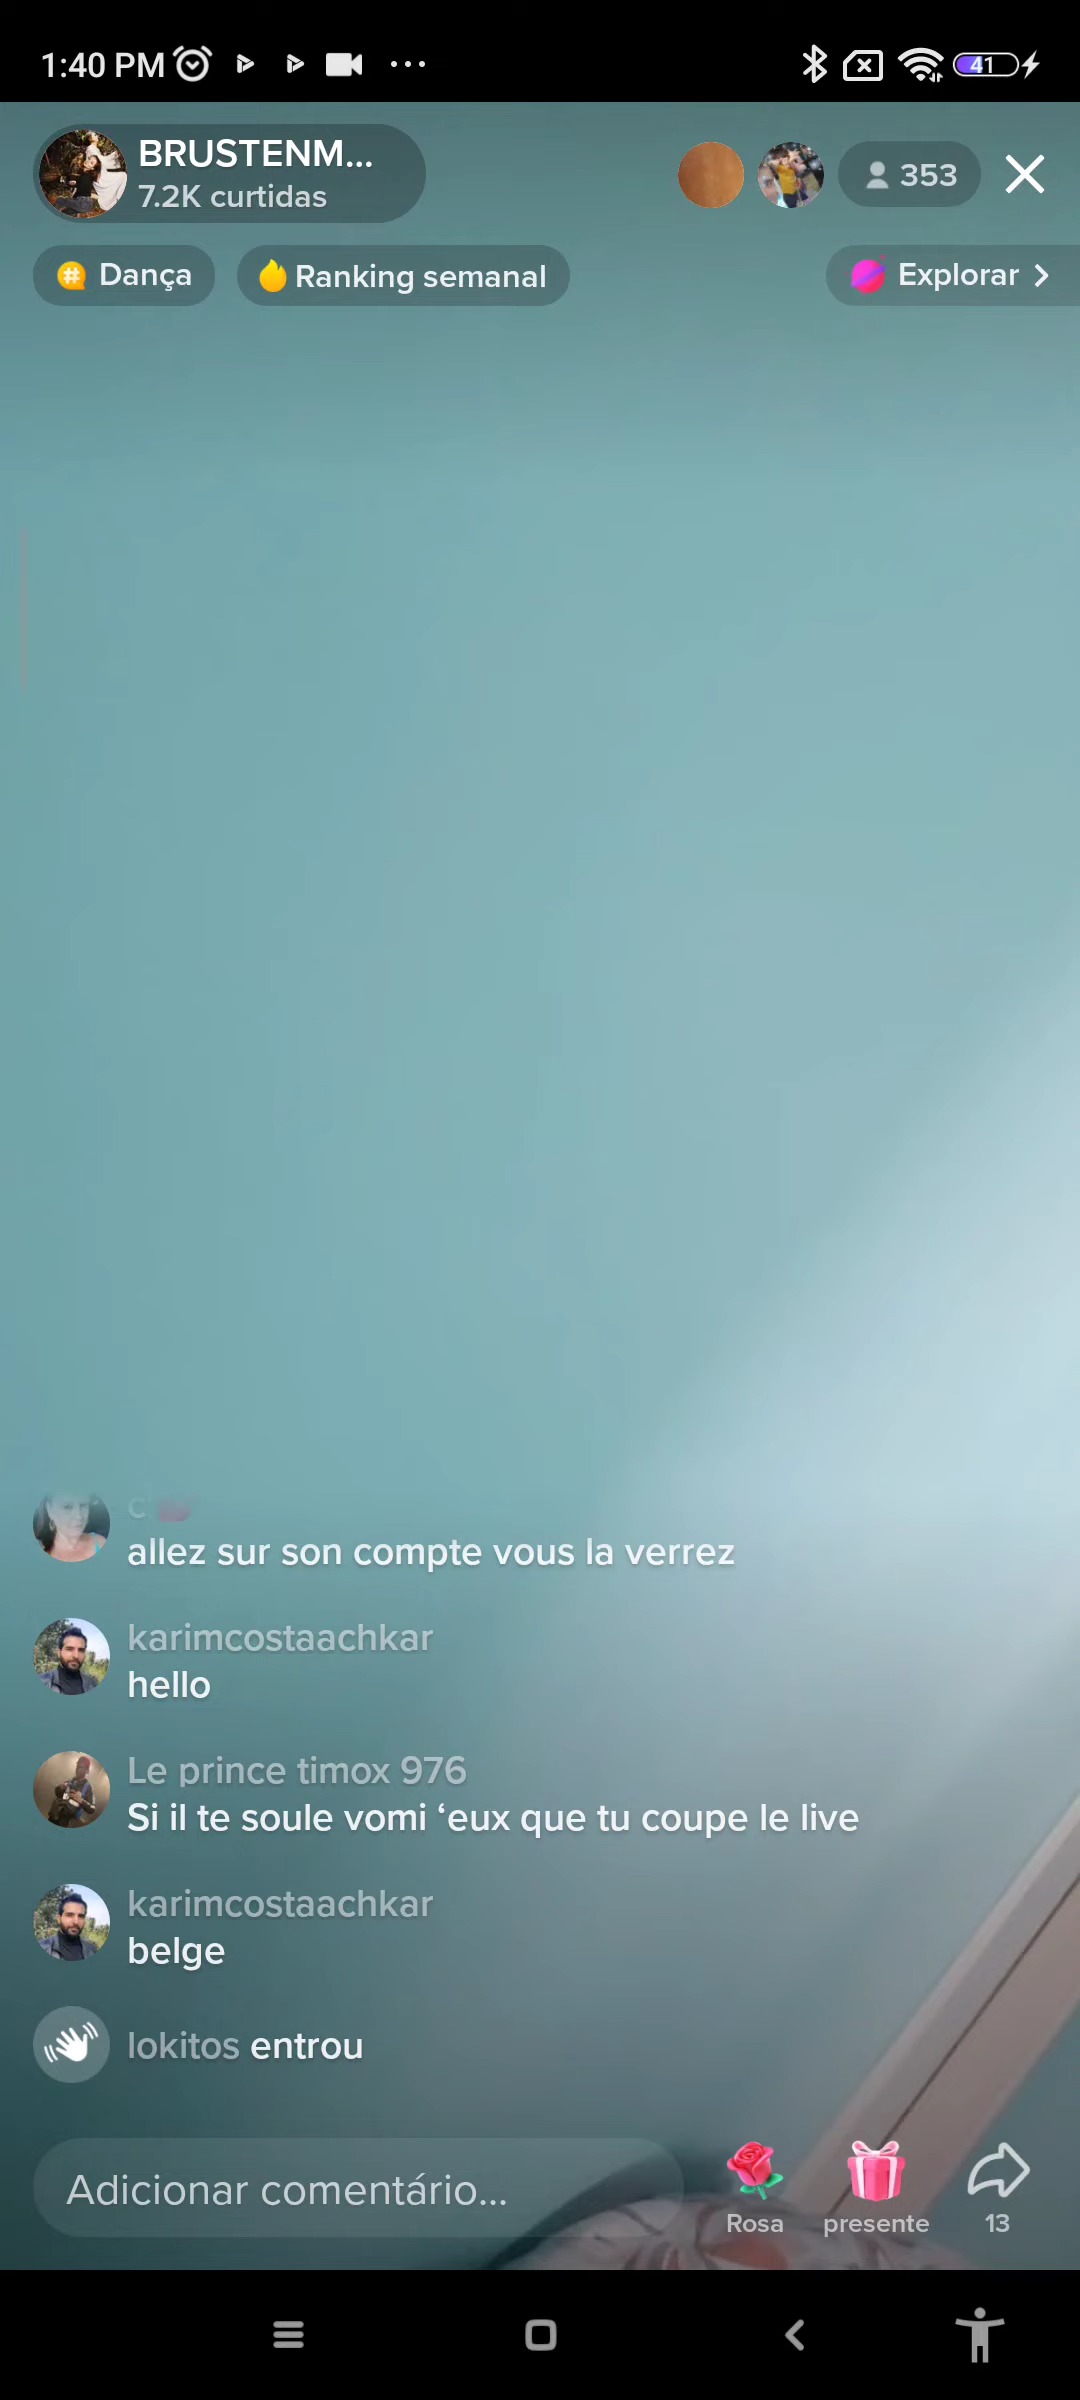 1:40 PM
41
BRUSTENM...
7.2K curtidas
353
Dança
Ranking semanal
Explorar
allez sur son compte vous la verrez
karimcostaachkar
hello
Le prince timox 976
Si il te soule vomi ‘eux que tu coupe le live
karimcostaachkar
belge
lokitos entrou
Adicionar comentário...
Rosa
presente
13